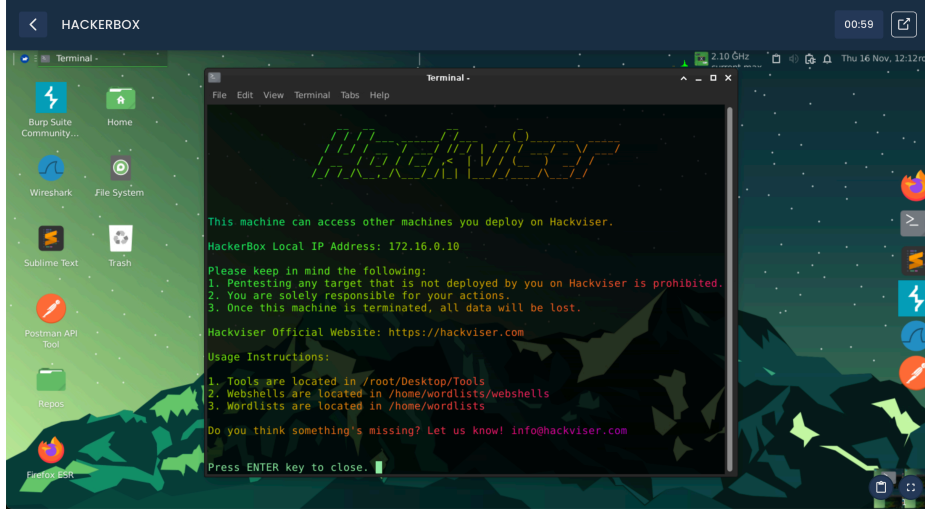 HACKERBOX
00:59
Terminal -
2.10 GHz
Thu 16 Nov, 12:12
Terminal -
File Edit View Terminal Tabs Help
Burp Suite
Community...
Home
Wireshark
File System
Sublime Text
Trash
Postman API
Tool
Repos
Firefox ESR
This machine can access other machines you deploy on Hackviser.
HackerBox Local IP Address: 172.16.0.10
Please keep in mind the following:
1. Pentesting any target that is not deployed by you on Hackviser is prohibited.
2. You are solely responsible for your actions.
3. Once this machine is terminated, all data will be lost.
Hackviser Official Website: https://hackviser.com
Usage Instructions:
1. Tools are located in /root/Desktop/Tools
2. Webshells are located in /home/wordlists/webshells
3. Wordlists are located in /home/wordlists
Do you think something's missing? Let us know! info@hackviser.com
Press ENTER key to close.